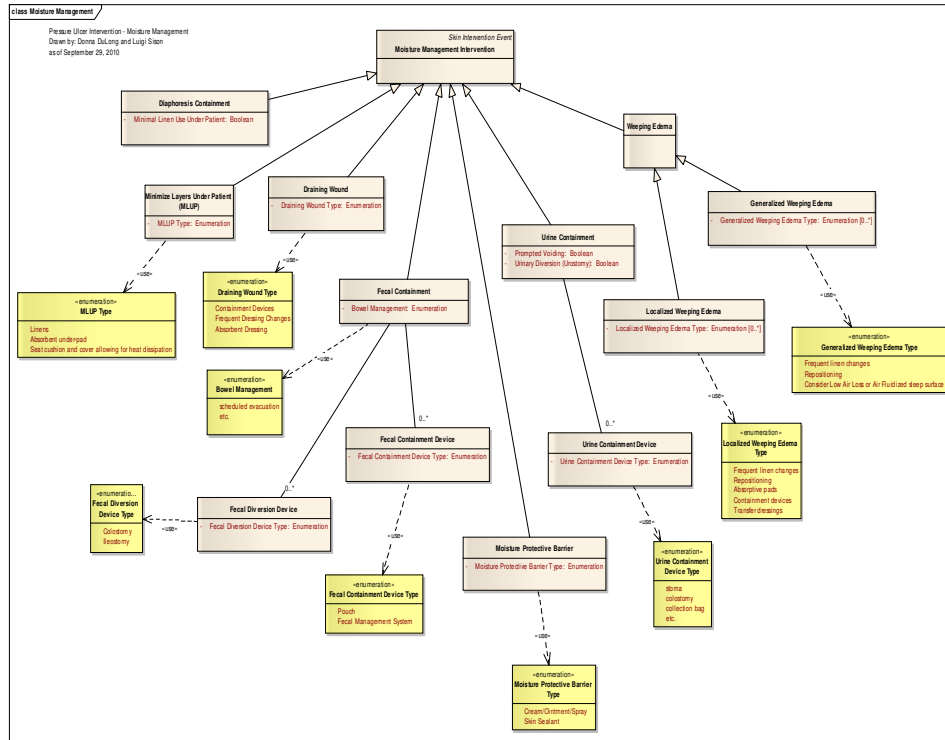 class Moisture Management
Pressure Ulcer Intervention - Moisture Management
Drawn by: Donna DuLong and Luigi Sison
as of September 29, 2010
Skin Intervention Event
Moisture Management Intervention
Diaphoresis Containment
- Minimal Linen Use Under Patient: Boolean
Weeping Edema
Minimize Layers Under Patient
(MLUP)
- MLUP Type: Enumeration
Draining Wound
- Draining Wound Type: Enumeration
Generalized Weeping Edema
- Generalized Weeping Edema Type: Enumeration [0..*]
Urine Containment
- Prompted Voiding: Boolean
- Urinary Diversion (Urostomy): Boolean
«use»
«use»
«enumeration»
Draining Wound Type
Containment Devices
Frequent Dressing Changes
Absorbent Dressing
Fecal Containment
- Bowel Management: Enumeration
«enumeration»
MLUP Type
Linens
Absorbent underpad
Seat cushion and cover allowing for heat dissipation
Localized Weeping Edema
- Localized Weeping Edema Type: Enumeration [0..*]
«use»
«enumeration»
Generalized Weeping Edema Type
Frequent linen changes
Repositioning
Consider Low Air Loss or Air Fluidized sleep surface
«use»
«enumeration»
Bowel Management
scheduled evacuation
etc.
«use»
0..*
Fecal Containment Device
- Fecal Containment Device Type: Enumeration
0..*
Urine Containment Device
- Urine Containment Device Type: Enumeration
«enumeration»
Localized Weeping Edema
Type
Frequent linen changes
Repositioning
Absorptive pads
Containment devices
Transfer dressings
«enumeratio...
Fecal Diversion
Device Type
Colostomy
Ileostomy
«use»
0..*
Fecal Diversion Device
- Fecal Diversion Device Type: Enumeration
«use»
«use»
Moisture Protective Barrier
- Moisture Protective Barrier Type: Enumeration
«enumeration»
Urine Containment
Device Type
stoma
colostomy
collection bag
etc.
«enumeration»
Fecal Containment Device Type
Pouch
Fecal Management System
«use»
«enumeration»
Moisture Protective Barrier
Type
Cream/Ointment/Spray
Skin Sealant